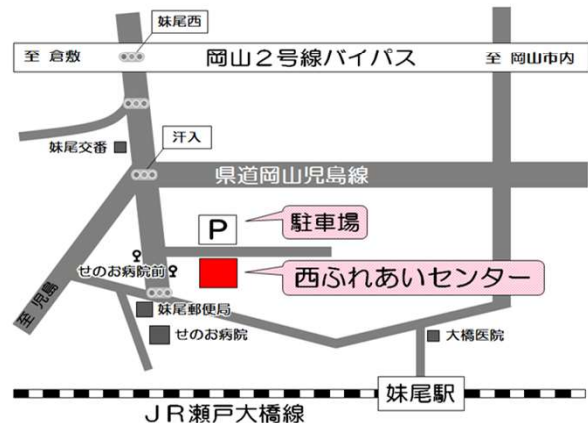 妹尾西
至 倉敷
岡山2号線バイパス
至 岡山市内
妹尾交番
汗入
県道岡山児島線
P
駐車場
せのお病院前
西ふれあいセンター
至 児島
妹尾郵便局
せのお病院
大橋医院
妹尾駅
JR瀬戸大橋線